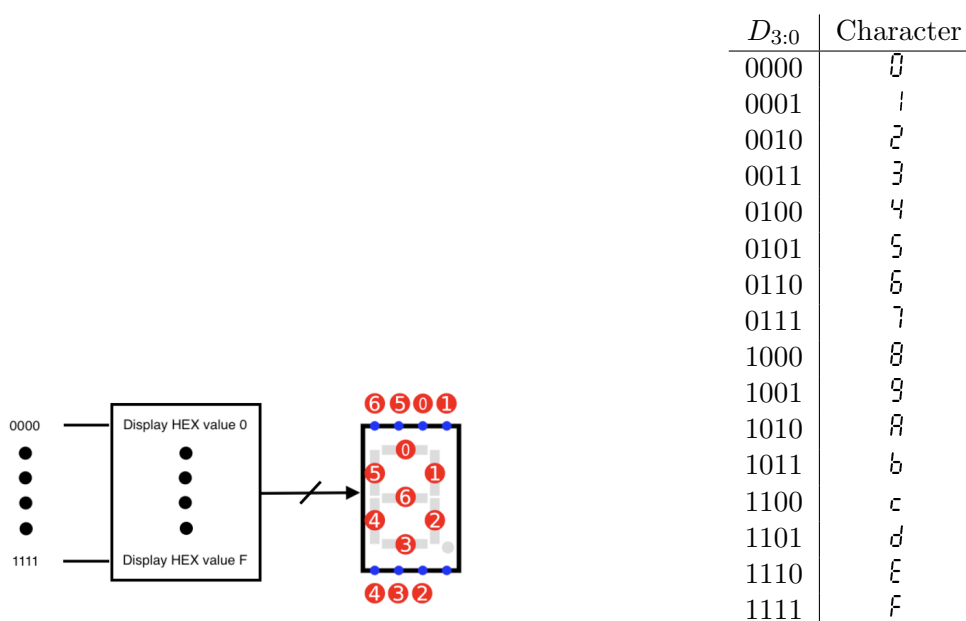 D3:0 Character
0000 0
0001 1
0010 2
0011 3
0100 4
0101 5
0110 6
0111 7
1000 8
1001 9
1010 A
1011 b
1100 c
1101 d
1110 E
1111 F
6 5 0 1
0000 Display HEX value 0
0
5 1
6
4 2
3
1111 Display HEX value F
4 3 2